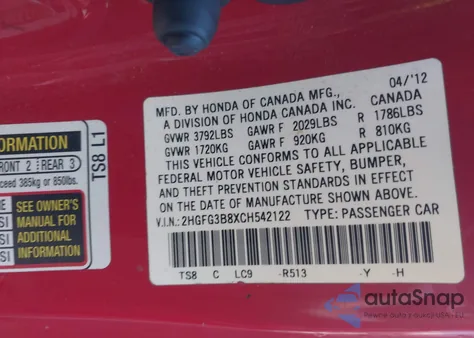 MFD. BY HONDA OF CANADA MFG., 04/'12
A DIVISION OF HONDA CANADA INC. CANADA
GVWR 3792LBS GAWR F 2029LBS R 1786LBS
GVWR 1720KG GAWR F 920KG R 810KG
THIS VEHICLE CONFORMS TO ALL APPLICABLE
FEDERAL MOTOR VEHICLE SAFETY, BUMPER,
AND THEFT PREVENTION STANDARDS IN EFFECT
ON THE DATE OF MANUFACTURE SHOWN ABOVE.
V.I.N.: 2HGFG3B8XCH542122 TYPE: PASSENGER CAR
TS8 C LC9 -R513 -Y -H
TS8 L1
FRONT 2 REAR 3
385kg or 850lbs.
SEE OWNER'S
MANUAL FOR
ADDITIONAL
INFORMATION
autoSnap